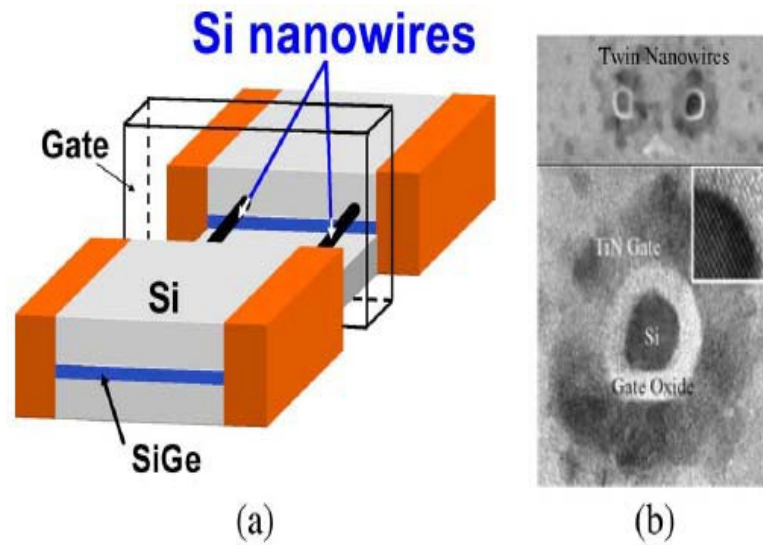 Si nanowires
Gate
Si
SiGe
(a)
Twin Nanowires
TiN Gate
Si
Gate Oxide
(b)